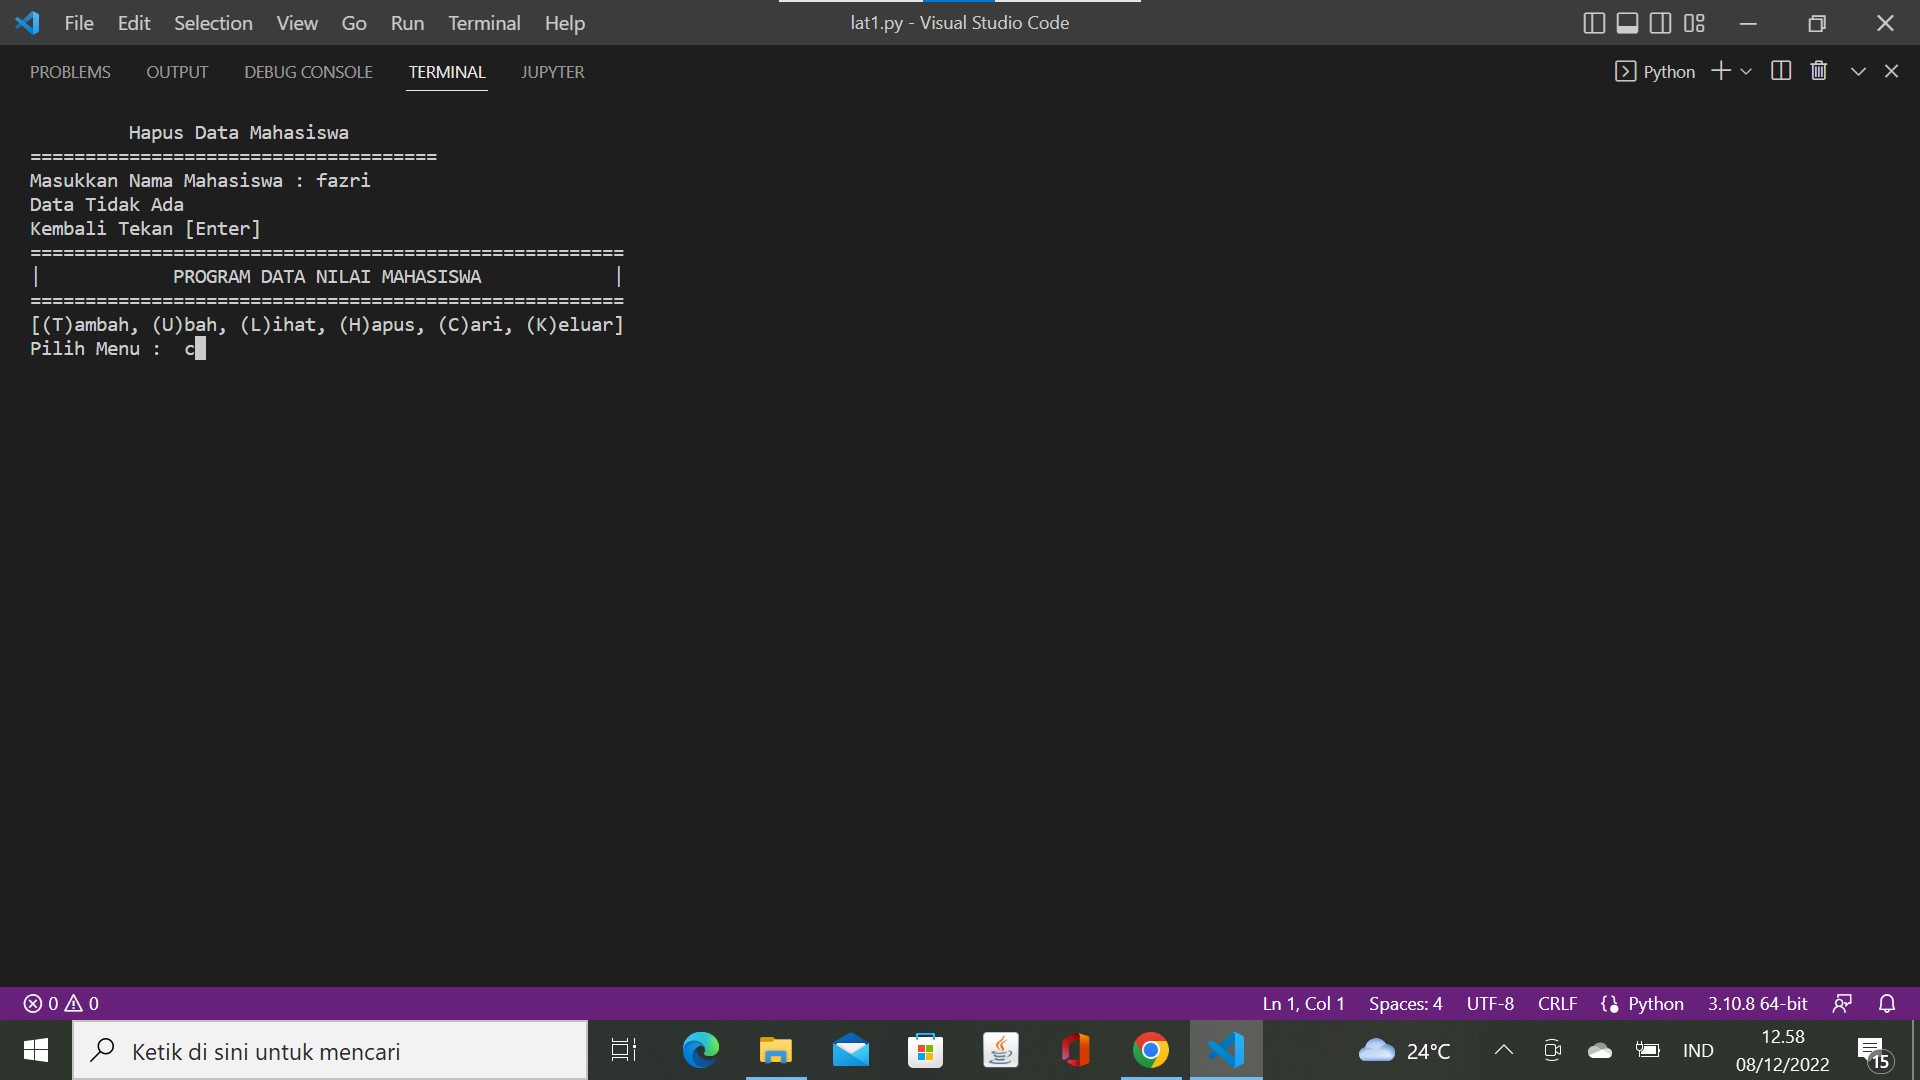 File Edit Selection View Go Run Terminal Help
lat1.py - Visual Studio Code
PROBLEMS OUTPUT DEBUG CONSOLE TERMINAL JUPYTER
Python
Hapus Data Mahasiswa
=====================================
Masukkan Nama Mahasiswa : fazri
Data Tidak Ada
Kembali Tekan [Enter]
======================================================
| PROGRAM DATA NILAI MAHASISWA |
======================================================
[(T)ambah, (U)bah, (L)ihat, (H)apus, (C)ari, (K)eluar]
Pilih Menu : c
0 0
Ln 1, Col 1 Spaces: 4 UTF-8 CRLF Python 3.10.8 64-bit
Ketik di sini untuk mencari
24°C
IND
12.58
08/12/2022
15